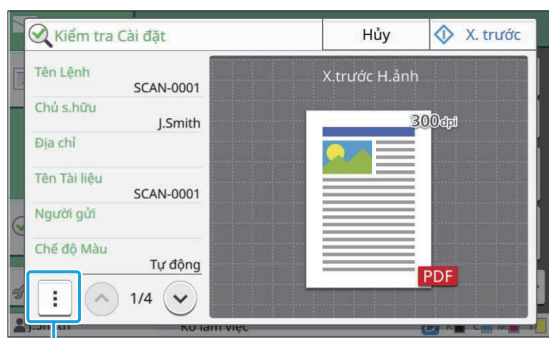 Kiểm tra Cài đặt
Hủy
X. trước
Tên Lệnh
SCAN-0001
Chủ s.hữu
J.Smith
Địa chỉ
Tên Tài liệu
SCAN-0001
Người gửi
Chế độ Màu
Tự động
1/4
X.trước H.ảnh
300dpi
PDF
J.Smith